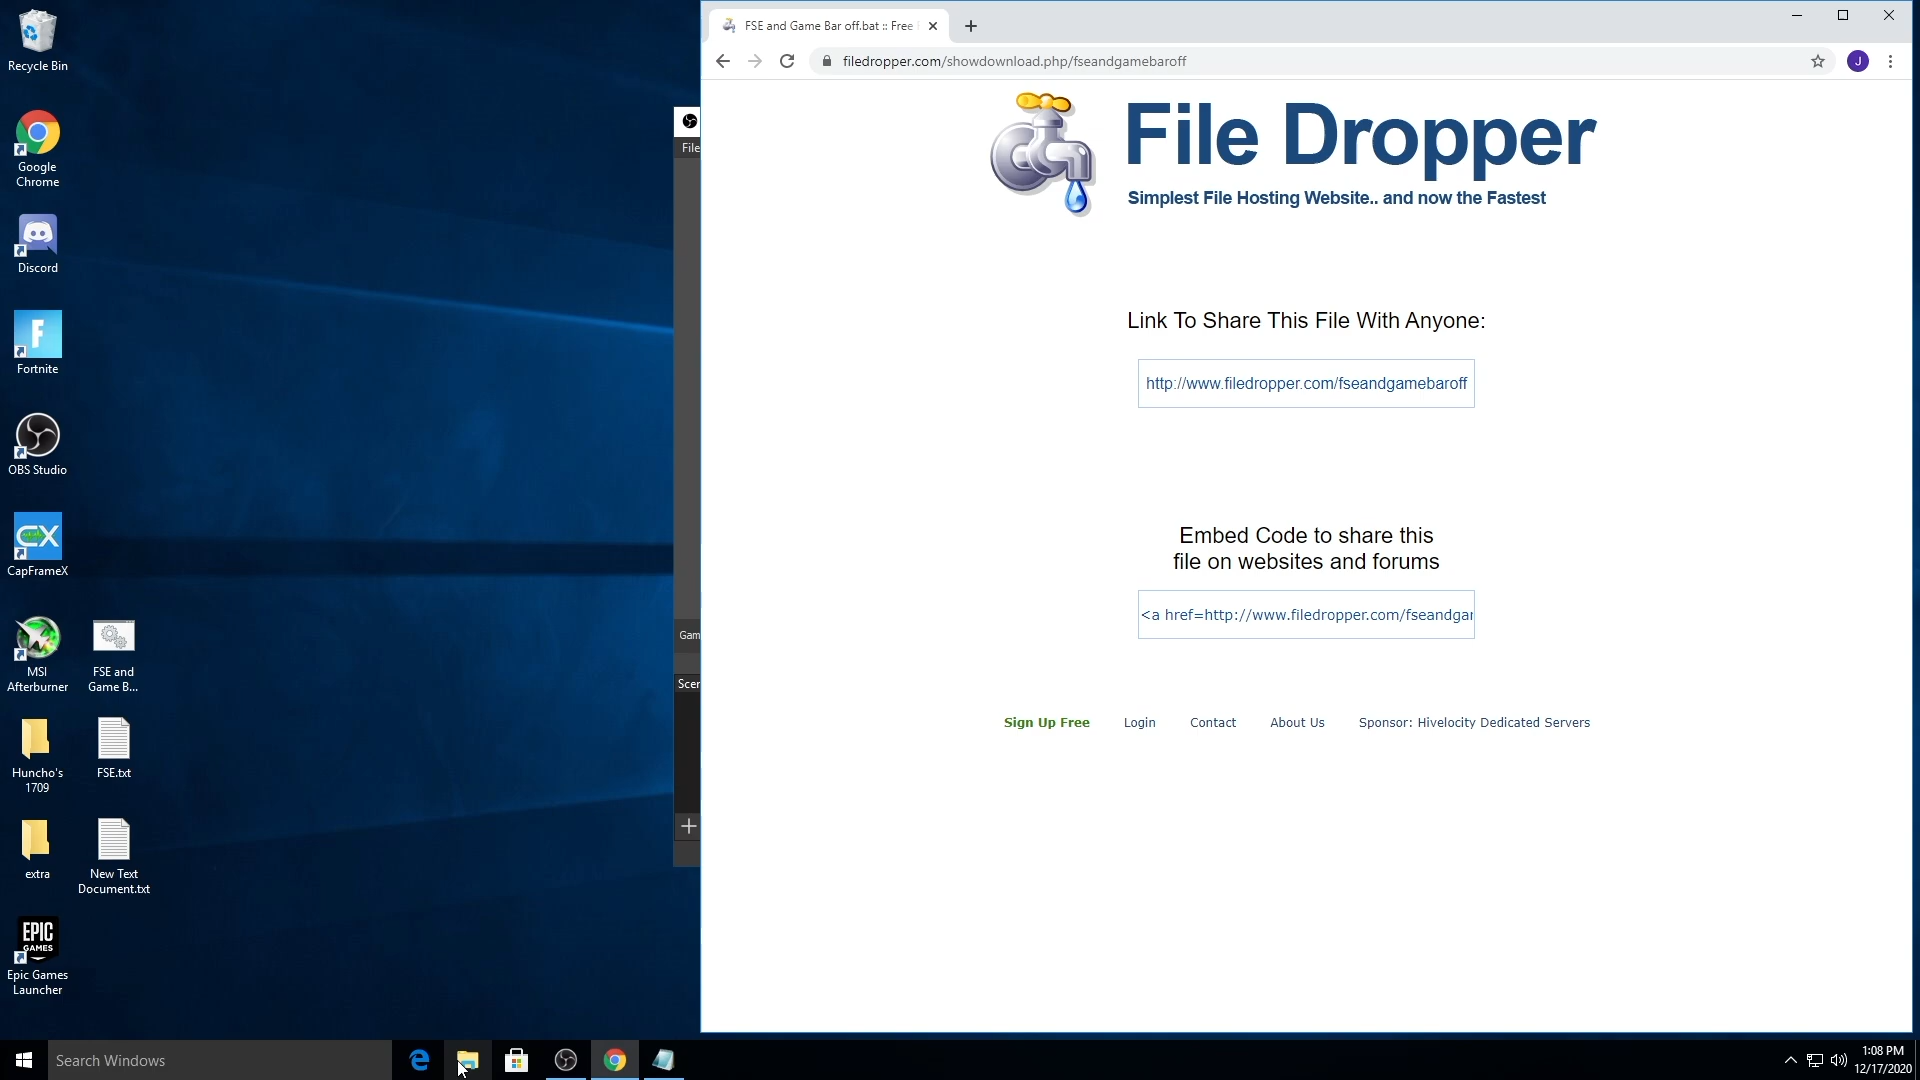 Recycle Bin
Google
Chrome
Discord
Fortnite
OBS Studio
CX
CapFrameX
MSI
Afterburner
FSE and
Game B...
Huncho's
1709
FSE.txt
extra
New Text
Document.txt
EPIC
GAMES
Epic Games
Launcher
File
Gam
Scen
FSE and Game Bar off.bat :: Free
filedropper.com/showdownload.php/fseandgamebaroff
J
File Dropper
Simplest File Hosting Website.. and now the Fastest
Link To Share This File With Anyone:
http://www.filedropper.com/fseandgamebaroff
Embed Code to share this
file on websites and forums
<a href=http://www.filedropper.com/fseandgar
Sign Up Free Login Contact About Us Sponsor: Hivelocity Dedicated Servers
Search Windows
1:08 PM
12/17/2020